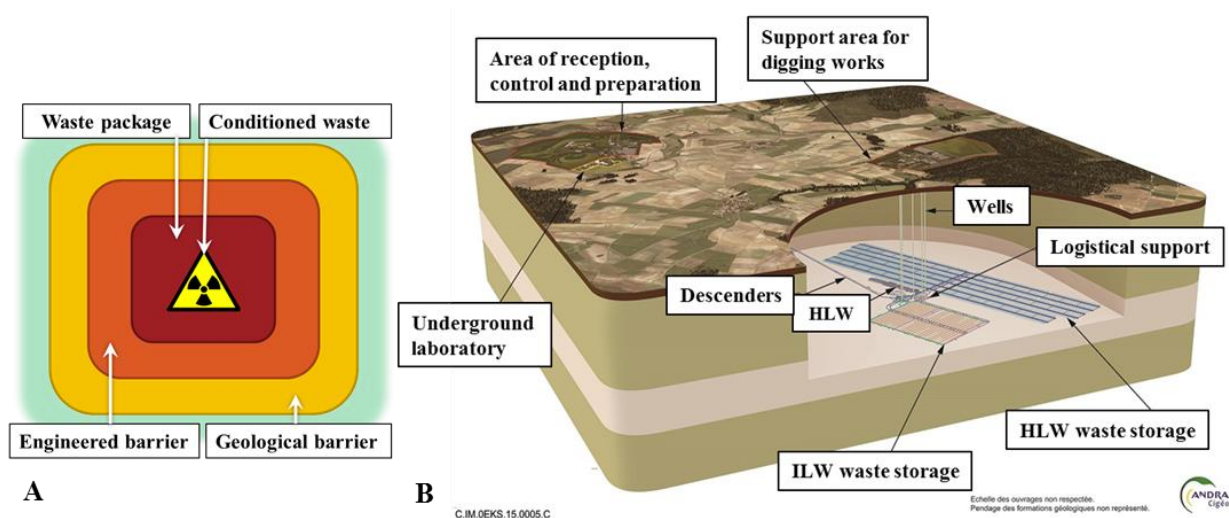 Waste package
Conditioned waste
Engineered barrier
Geological barrier
A
Area of reception,
control and preparation
Support area for
digging works
Wells
Logistical support
Descenders
HLW
Underground
laboratory
HLW waste storage
ILW waste storage
B
C.IM.0EKS.15.0005.C
Echelle des ouvrages non respectée.
Pendage des formations géologiques non représenté.
ANDRA
Cigéo